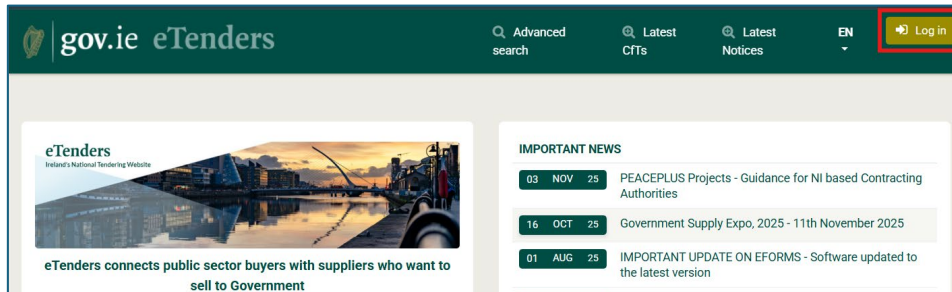 gov.ie eTenders
Advanced search
Latest CfTs
Latest Notices
EN
Log in
eTenders
Ireland's National Tendering Website
eTenders connects public sector buyers with suppliers who want to
sell to Government
IMPORTANT NEWS
03 NOV 25 PEACEPLUS Projects - Guidance for NI based Contracting
Authorities
16 OCT 25 Government Supply Expo, 2025 - 11th November 2025
01 AUG 25 IMPORTANT UPDATE ON EFORMS - Software updated to
the latest version